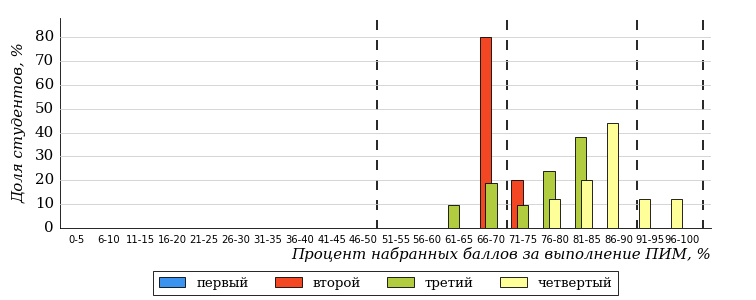 Доля студентов, %
80
70
60
50
40
30
20
10
0
0-5 6-10 11-15 16-20 21-25 26-30 31-35 36-40 41-45 46-50 51-55 56-60 61-65 66-70 71-75 76-80 81-85 86-90 91-95 96-100
Процент набранных баллов за выполнение ПИМ, %
первый второй третий четвертый